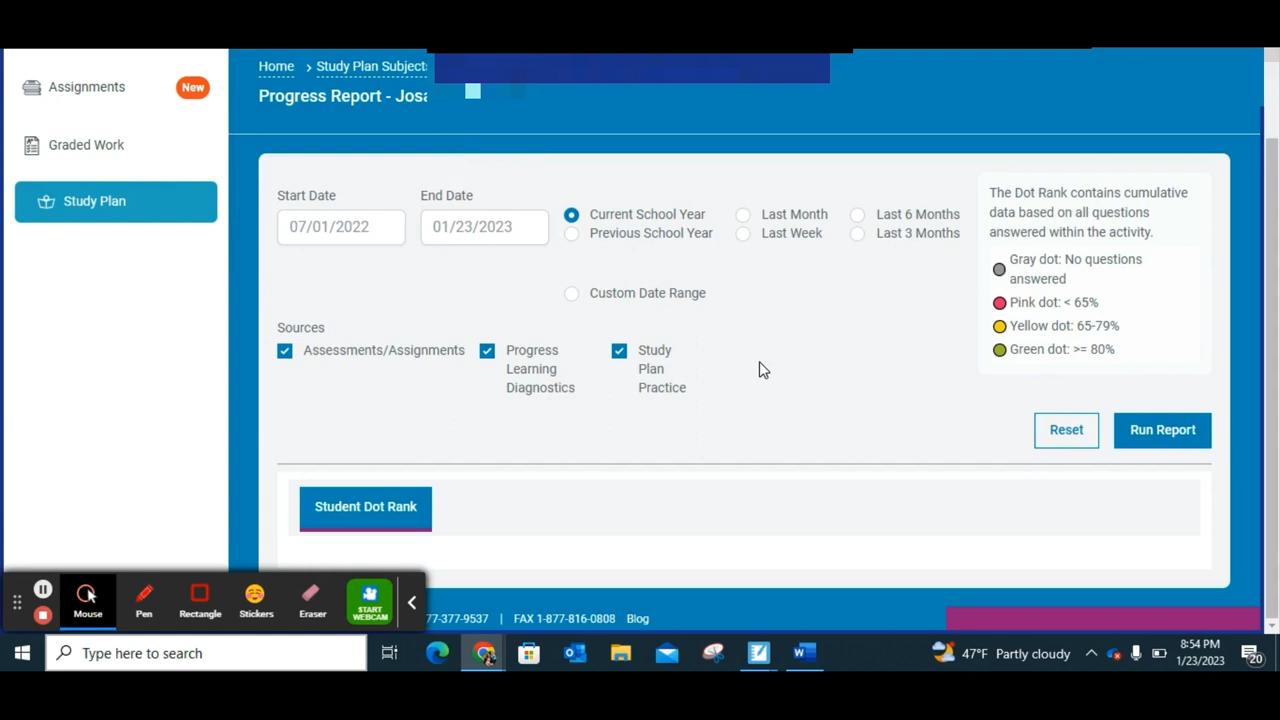 Assignments
New
Graded Work
Study Plan
Home > Study Plan Subject
Progress Report - Josa
Start Date
07/01/2022
End Date
01/23/2023
Current School Year
Previous School Year
Last Month
Last Week
Last 6 Months
Last 3 Months
Custom Date Range
Sources
Assessments/Assignments
Progress
Learning
Diagnostics
Study
Plan
Practice
The Dot Rank contains cumulative
data based on all questions
answered within the activity.
Gray dot: No questions
answered
Pink dot: < 65%
Yellow dot: 65-79%
Green dot: >= 80%
Reset
Run Report
Student Dot Rank
Mouse
Pen
Rectangle
Stickers
Eraser
START
WEBCAM
77-377-9537 | FAX 1-877-816-0808 Blog
Type here to search
47°F Partly cloudy
8:54 PM
1/23/2023
20